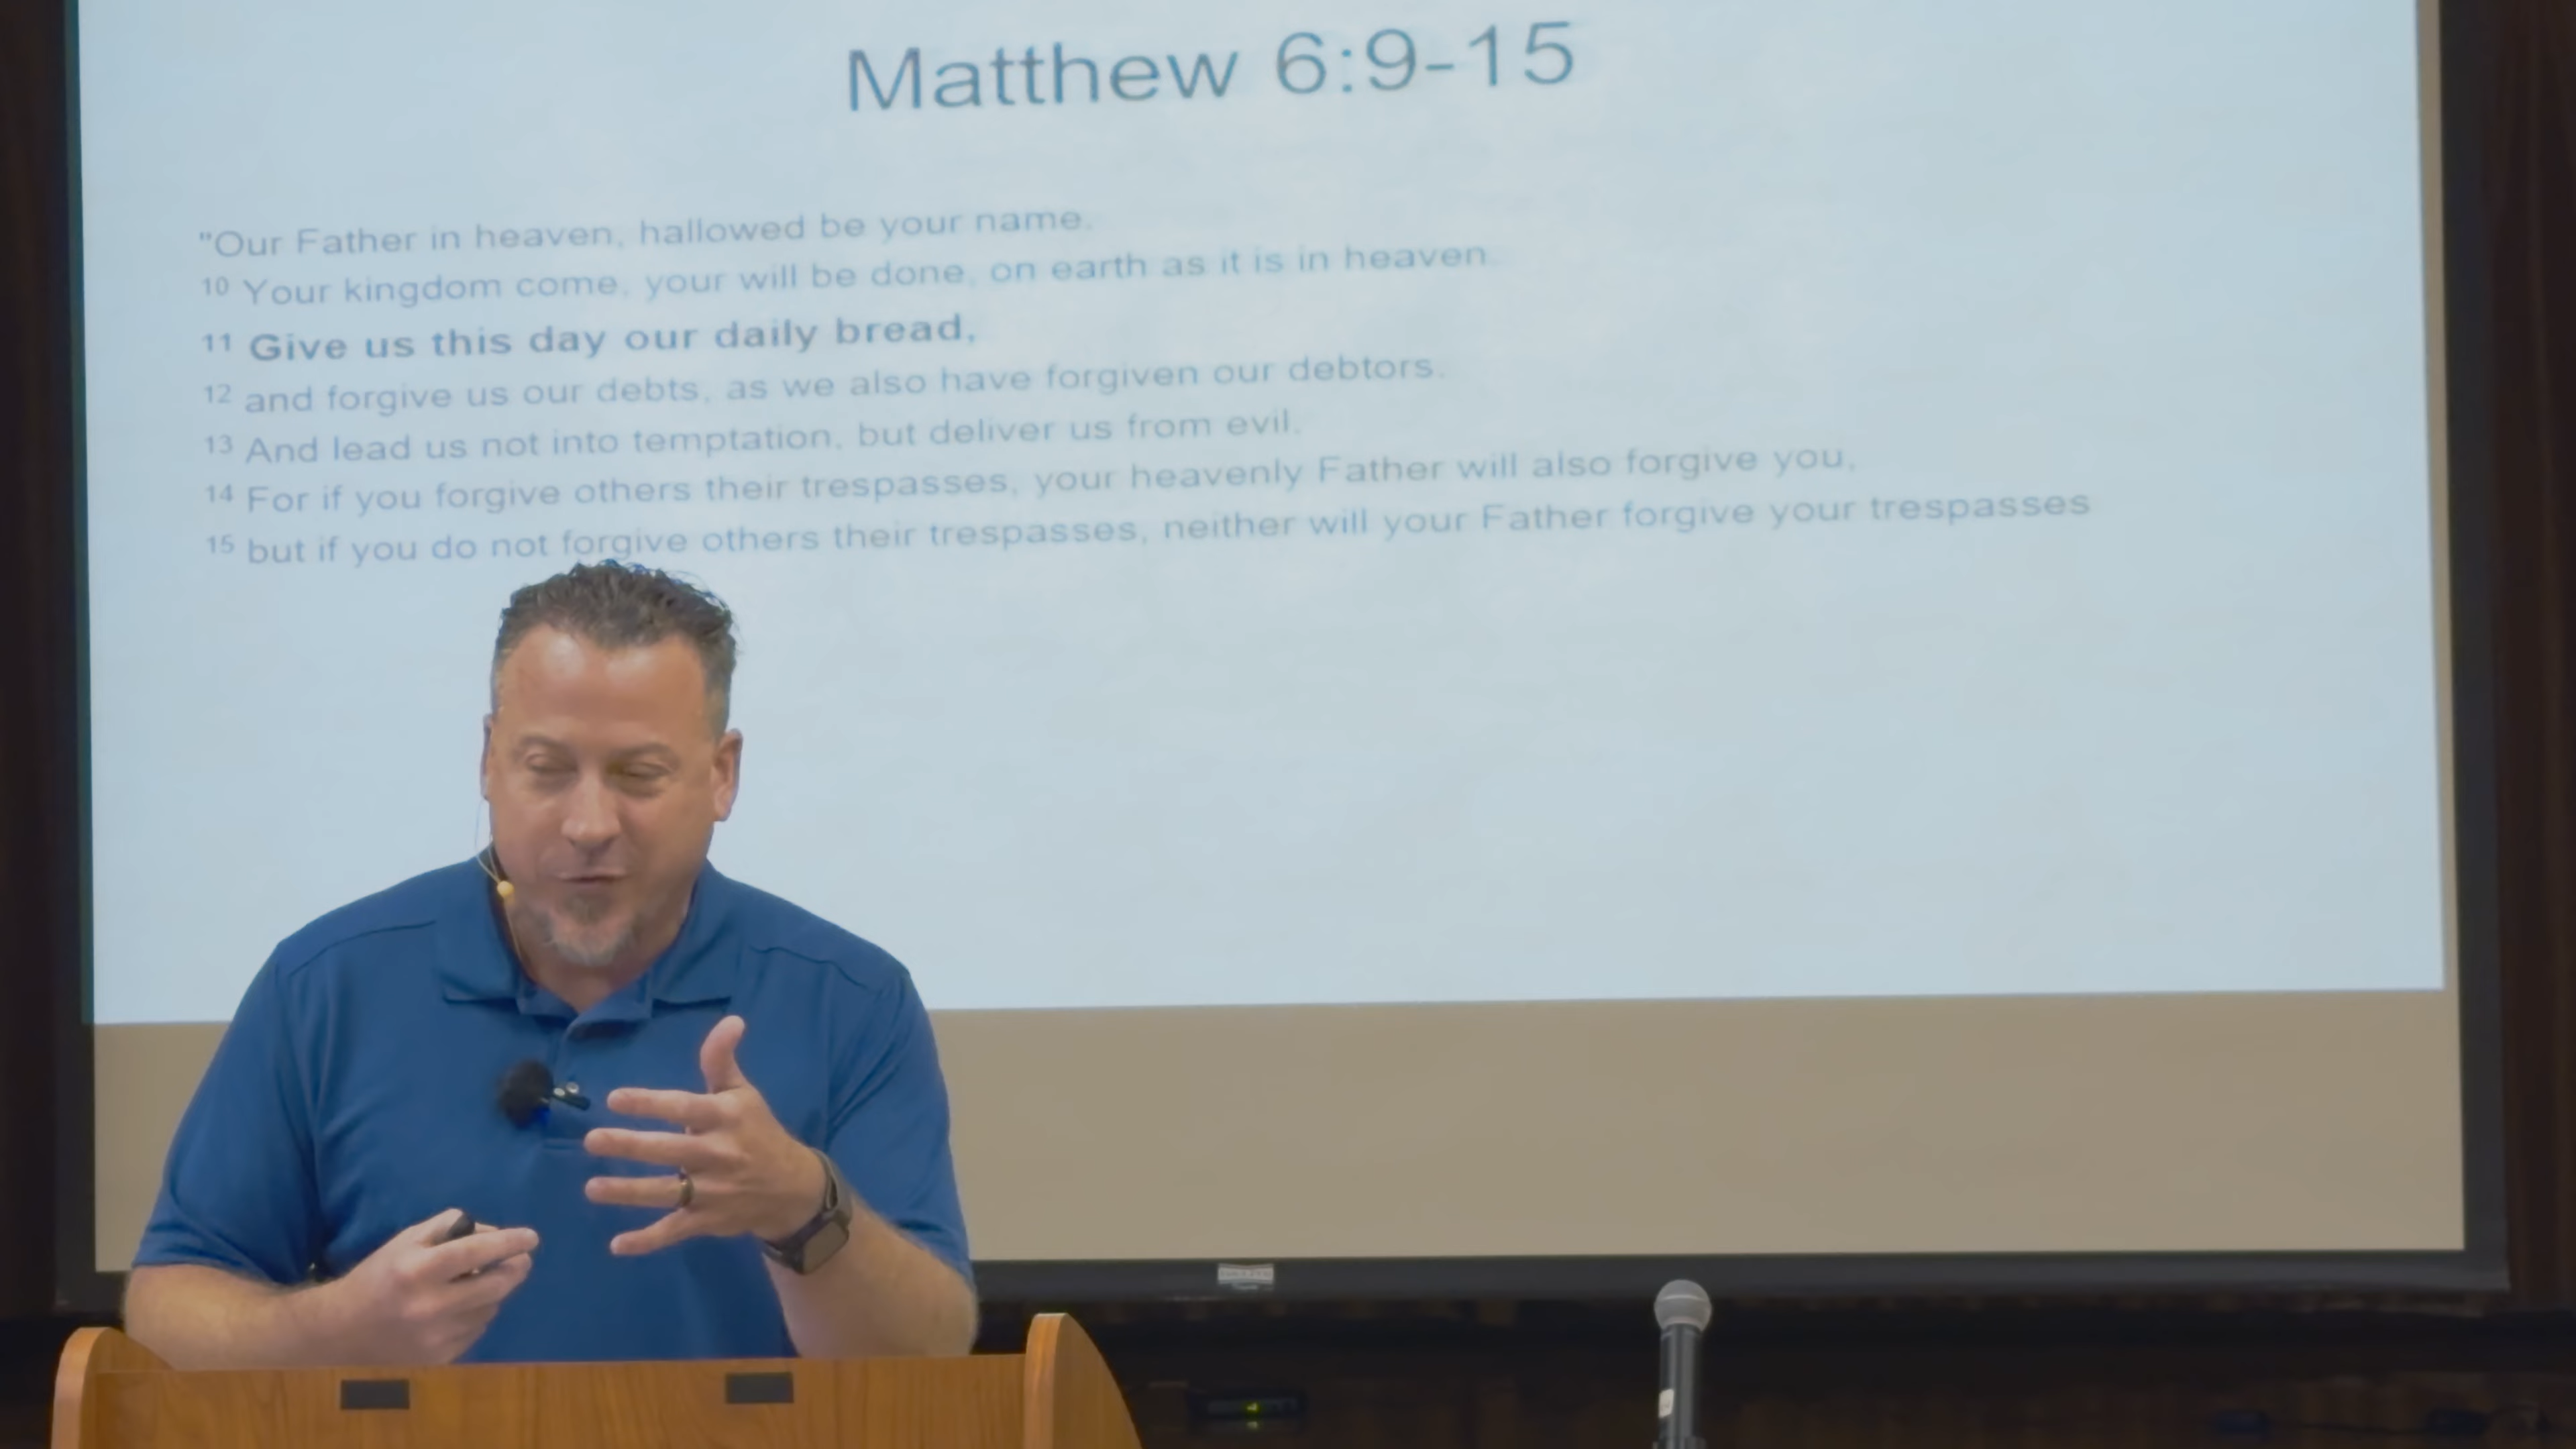 Matthew 6:9-15
"Our Father in heaven, hallowed be your name.
10 Your kingdom come, your will be done, on earth as it is in heaven.
11 Give us this day our daily bread,
12 and forgive us our debts, as we also have forgiven our debtors.
13 And lead us not into temptation, but deliver us from evil.
14 For if you forgive others their trespasses, your heavenly Father will also forgive you,
15 but if you do not forgive others their trespasses, neither will your Father forgive your trespasses